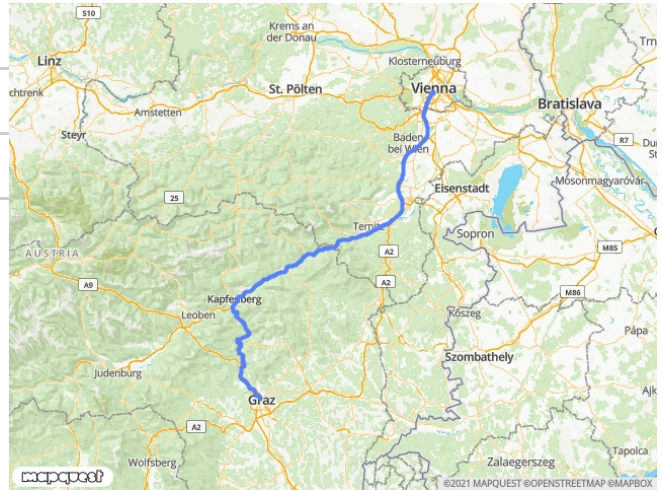 S10
Krems an
der Donau
Linz
Klosterneuburg
chtrenk
St. Pölten
Vienna
Amstetten
Bratislava
Steyr
Baden
bei Wien
R7
Du
St
Eisenstadt
Mosonmagyaróvár
25
Ternitz
Sopron
AUSTRIA
A2
M85
A9
A2
M86
Kapfenberg
Kőszeg
Leoben
Pápa
Szombathely
Judenburg
Ajk
Graz
A2
Wolfsberg
Tapolca
Zalaegerszeg
mapquest
©2021 MAPQUEST ©OPENSTREETMAP ©MAPBOX